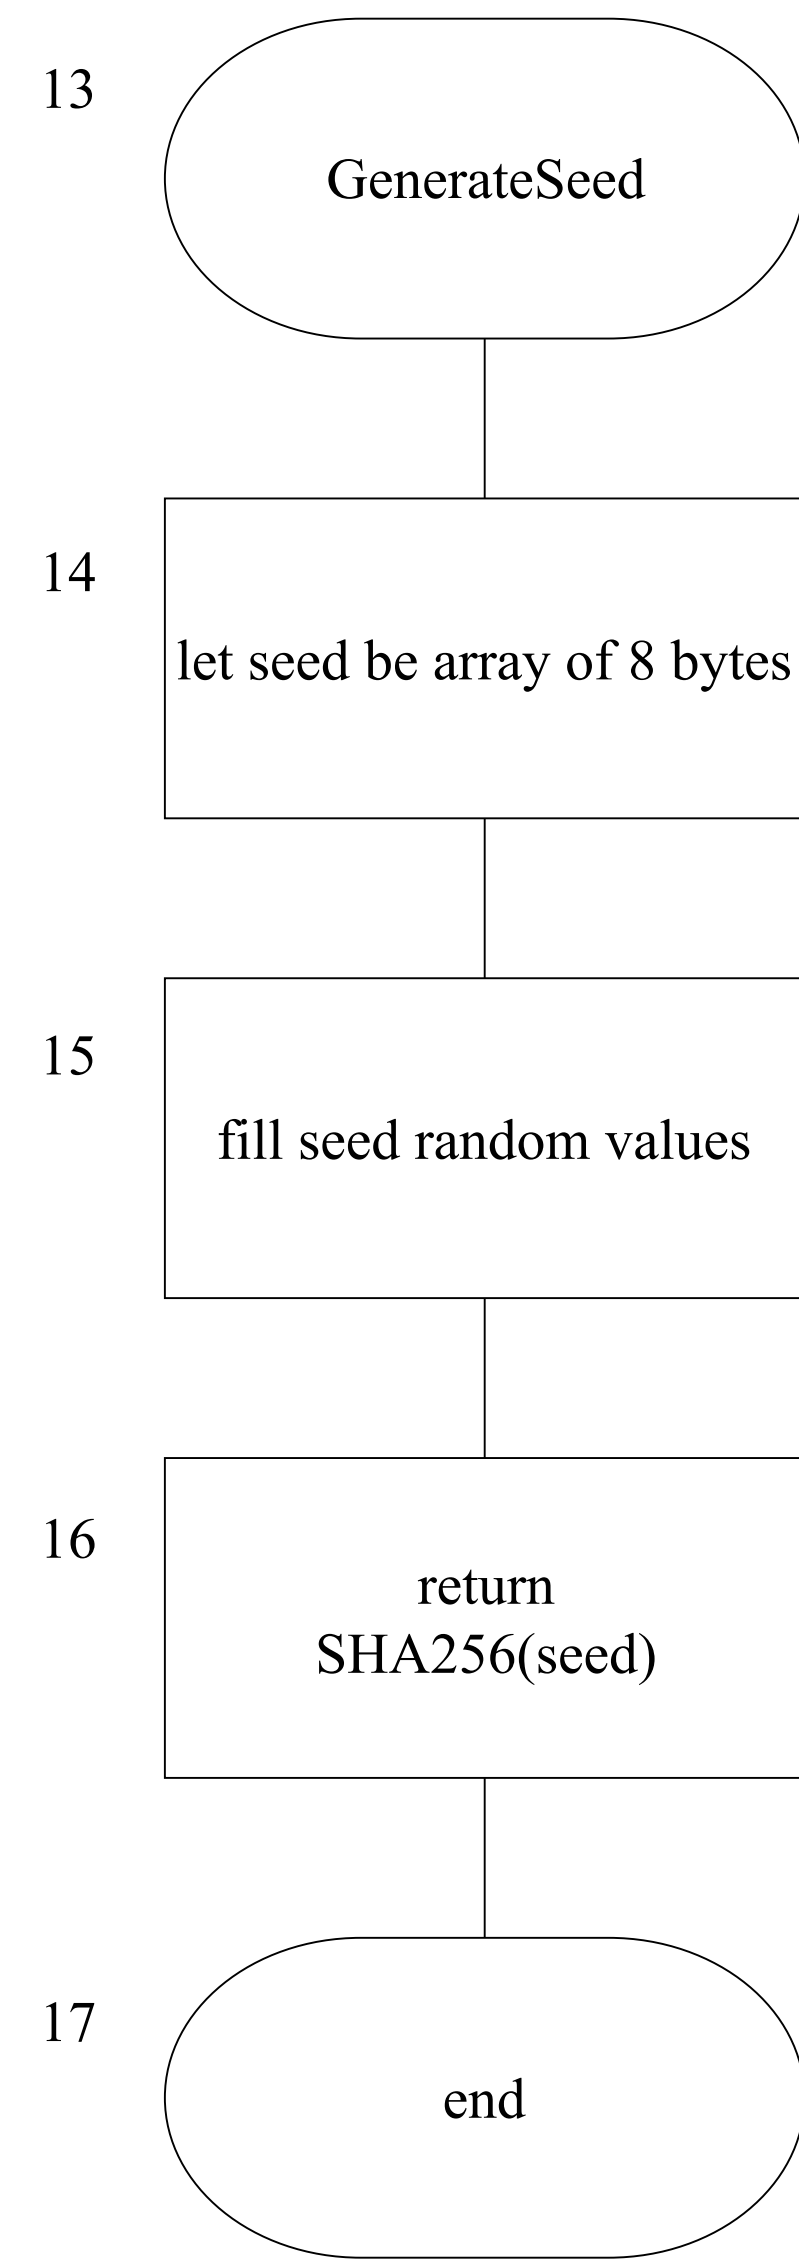 13
GenerateSeed
14
let seed be array of 8 bytes
15
fill seed random values
16
return
SHA256(seed)
17
end